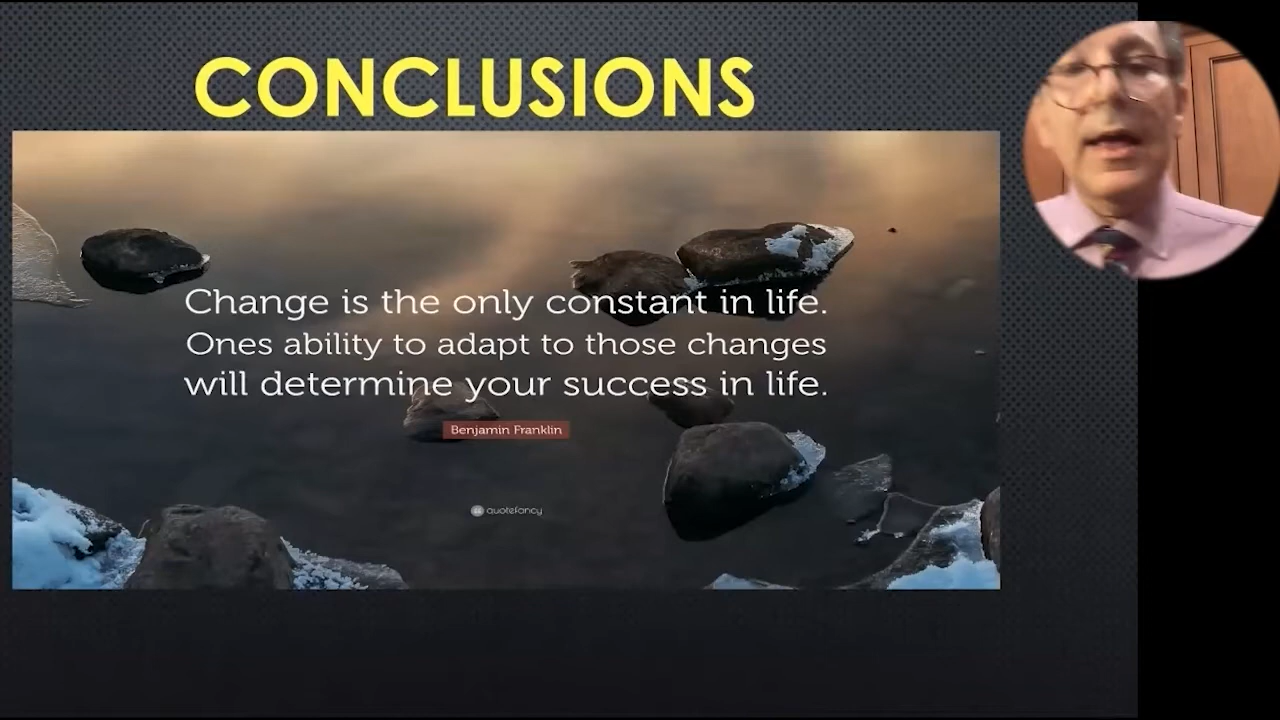 CONCLUSIONS
Change is the only constant in life.
Ones ability to adapt to those changes
will determine your success in life.
Benjamin Franklin
quotefancy